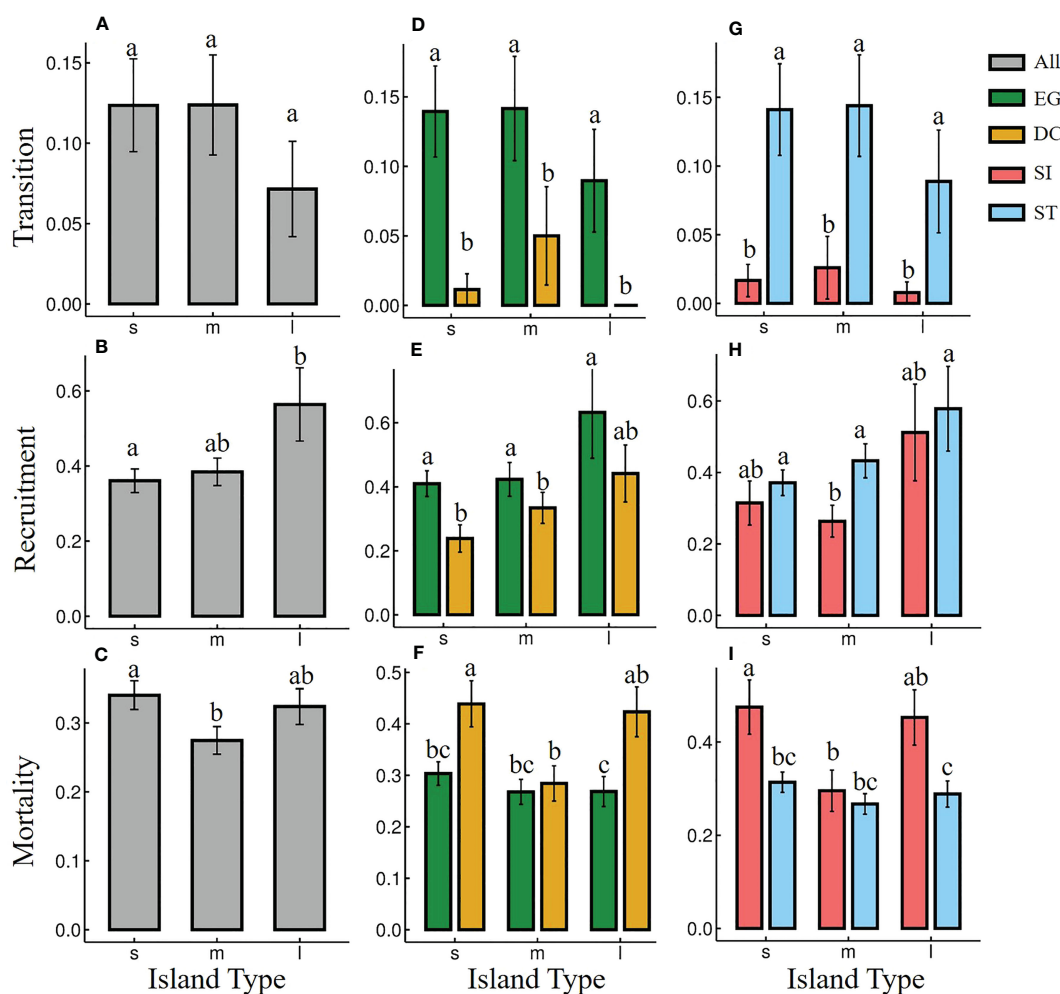 A
a
a
a
0.15
0.10
0.05
0.00
s
m
l
Transition
D
a
a
a
b
b
b
0.15
0.10
0.05
0.00
s
m
l
G
a
a
a
b
b
b
0.15
0.10
0.05
0.00
s
m
l
All
EG
DC
SI
ST
B
a
ab
b
0.6
0.4
0.2
0.0
s
m
l
Recruitment
E
a
b
a
b
a
ab
0.6
0.4
0.2
0.0
s
m
l
H
ab
a
b
a
ab
a
0.6
0.4
0.2
0.0
s
m
l
C
a
b
ab
0.3
0.2
0.1
0.0
s
m
l
Mortality
Island Type
F
bc
a
bc
b
c
ab
0.5
0.4
0.3
0.2
0.1
0.0
s
m
l
Island Type
I
a
bc
b
bc
ab
c
0.4
0.2
0.0
s
m
l
Island Type